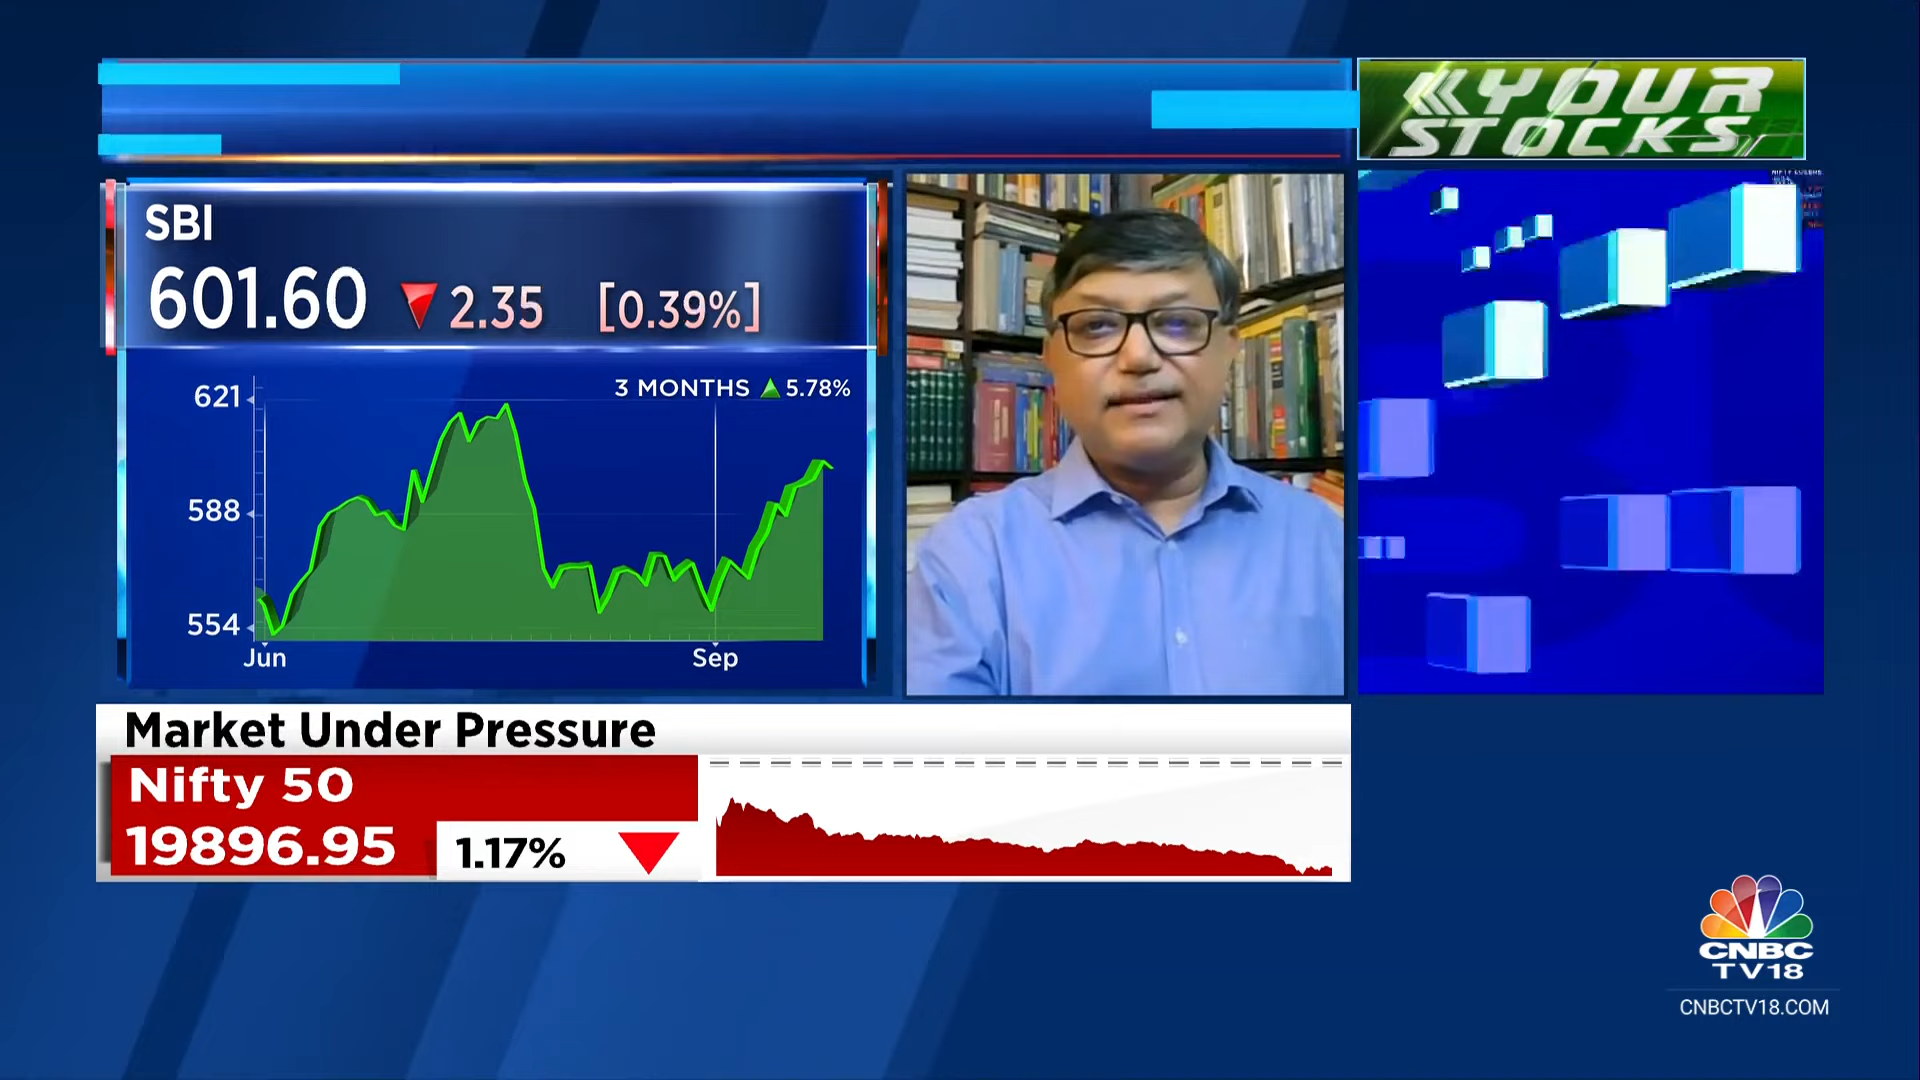 YOUR
STOCKS
SBI
601.60 ▼ 2.35 [0.39%]
3 MONTHS ▲ 5.78%
621
588
554
Jun Sep
Market Under Pressure
Nifty 50
19896.95 1.17% ▼
CNBC
TV18
CNBCTV18.COM